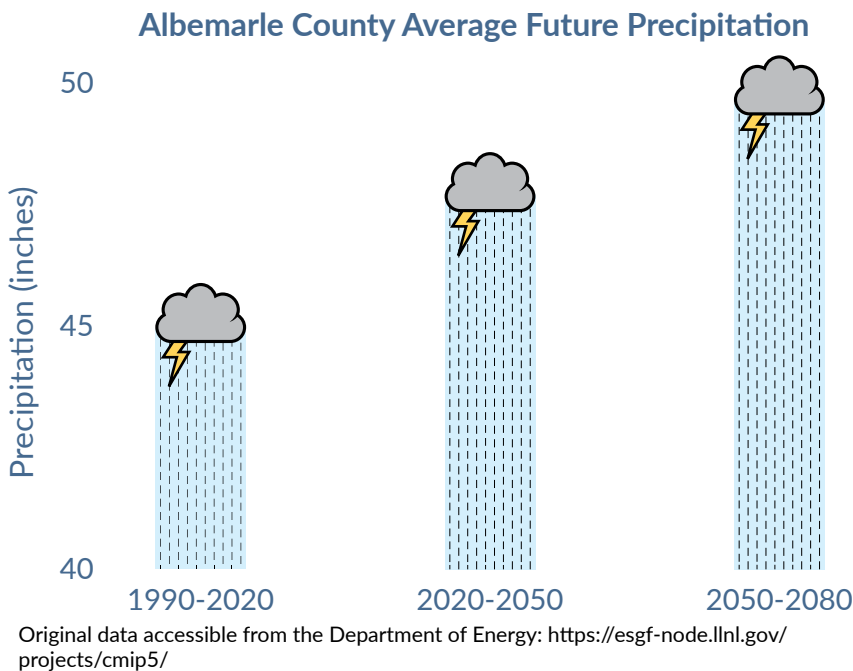 Albemarle County Average Future Precipitation
50
45
40
Precipitation (inches)
1990-2020
2020-2050
2050-2080
Original data accessible from the Department of Energy: https://esgf-node.llnl.gov/
projects/cmip5/